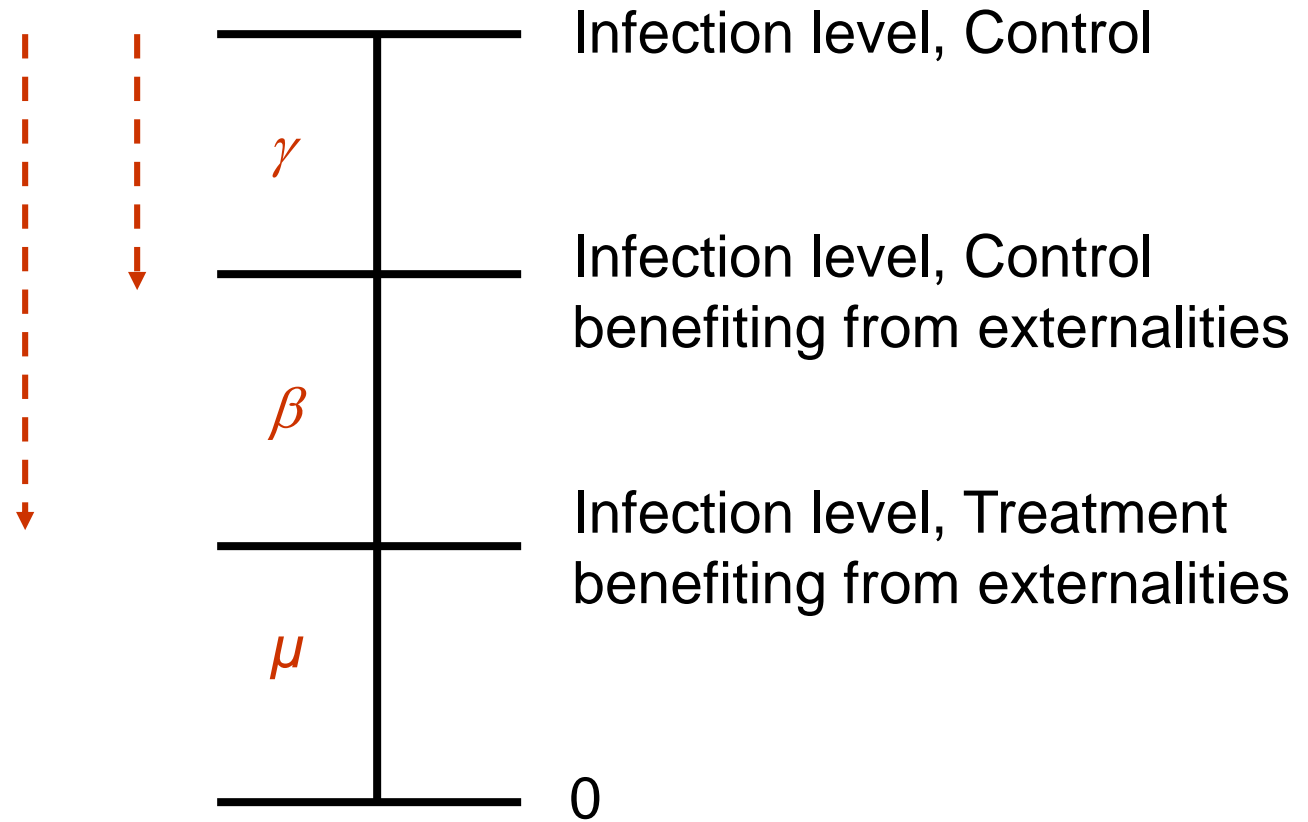 Infection level, Control
γ
Infection level, Control
benefiting from externalities
β
Infection level, Treatment
benefiting from externalities
μ
0